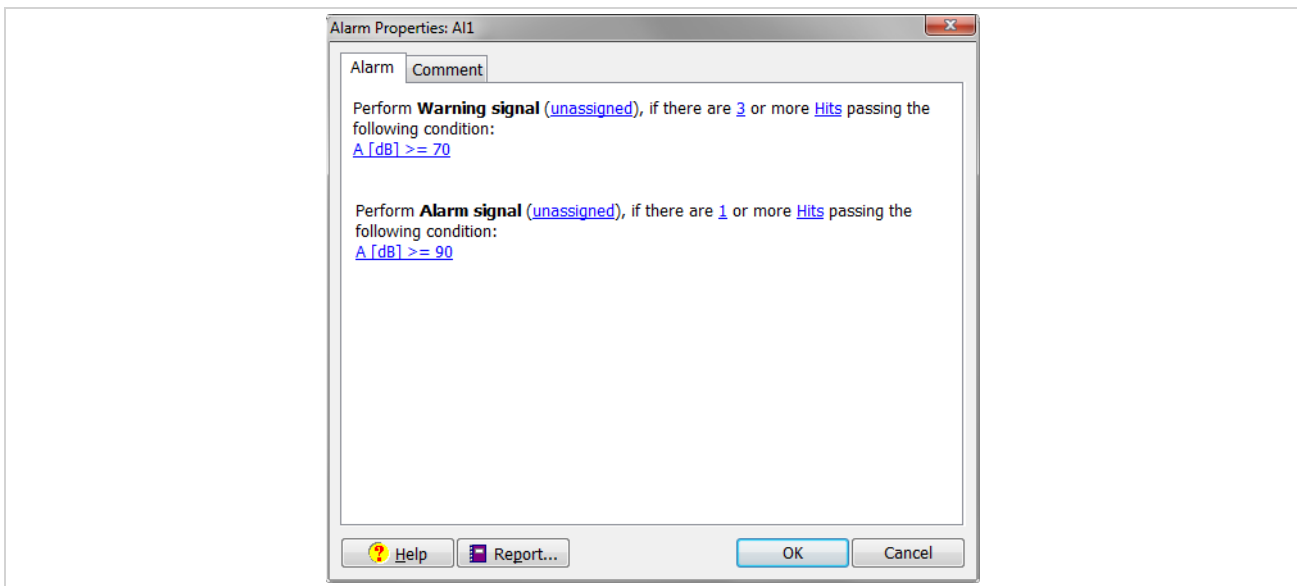 Alarm Properties: Al1
Alarm
Comment
Perform Warning signal (unassigned), if there are 3 or more Hits passing the
following condition:
A [dB] >= 70
Perform Alarm signal (unassigned), if there are 1 or more Hits passing the
following condition:
A [dB] >= 90
Help
Report...
OK
Cancel